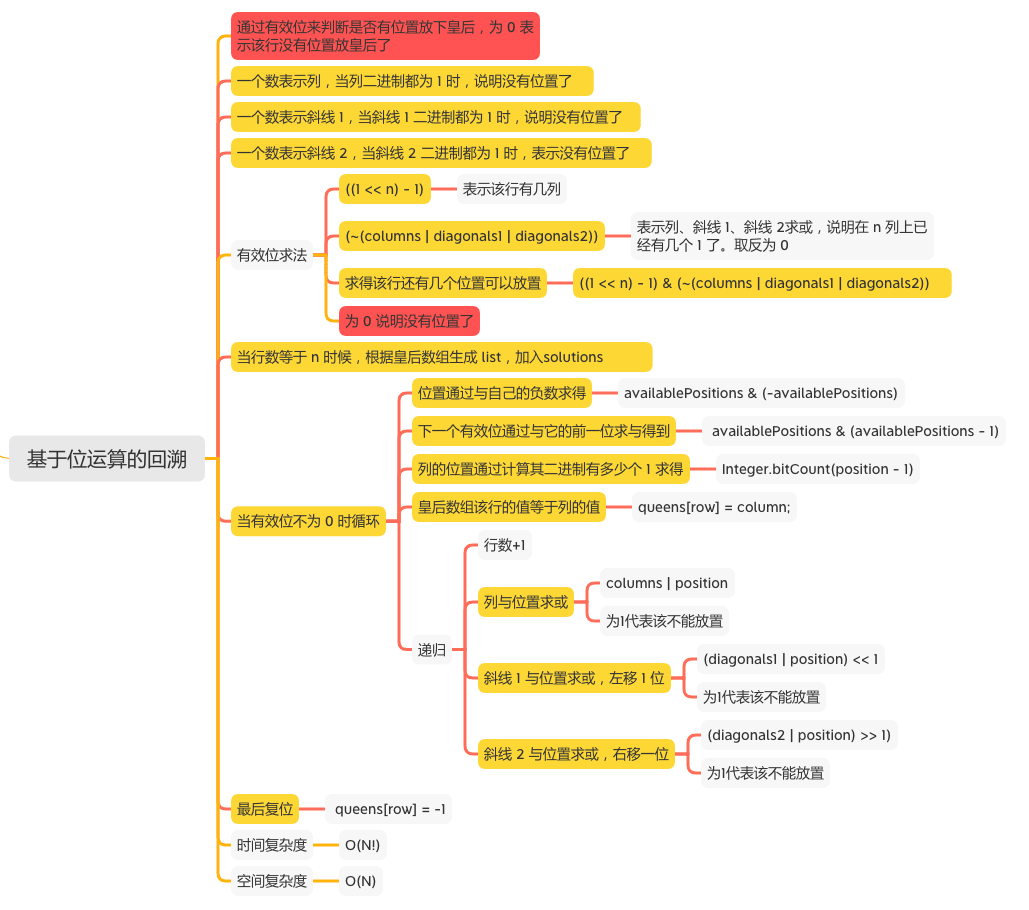 基于位运算的回溯
通过有效位来判断是否有位置放下皇后，为 0 表
示该行没有位置放皇后了
一个数表示列，当列二进制都为 1 时，说明没有位置了
一个数表示斜线 1，当斜线 1 二进制都为 1 时，说明没有位置了
一个数表示斜线 2，当斜线 2 二进制都为 1 时，表示没有位置了
有效位求法
((1 << n) - 1)
表示该行有几列
(~(columns | diagonals1 | diagonals2))
表示列、斜线 1、斜线 2求或，说明在 n 列上已
经有几个 1 了。取反为 0
求得该行还有几个位置可以放置
((1 << n) - 1) & (~(columns | diagonals1 | diagonals2))
为 0 说明没有位置了
当行数等于 n 时候，根据皇后数组生成 list，加入solutions
当有效位不为 0 时循环
位置通过与自己的负数求得
availablePositions & (-availablePositions)
下一个有效位通过与它的前一位求与得到
availablePositions & (availablePositions - 1)
列的位置通过计算其二进制有多少个 1 求得
Integer.bitCount(position - 1)
皇后数组该行的值等于列的值
queens[row] = column;
递归
行数+1
列与位置求或
columns | position
为1代表该不能放置
斜线 1 与位置求或，左移 1 位
(diagonals1 | position) << 1
为1代表该不能放置
斜线 2 与位置求或，右移一位
(diagonals2 | position) >> 1)
为1代表该不能放置
最后复位
queens[row] = -1
时间复杂度
O(N!)
空间复杂度
O(N)